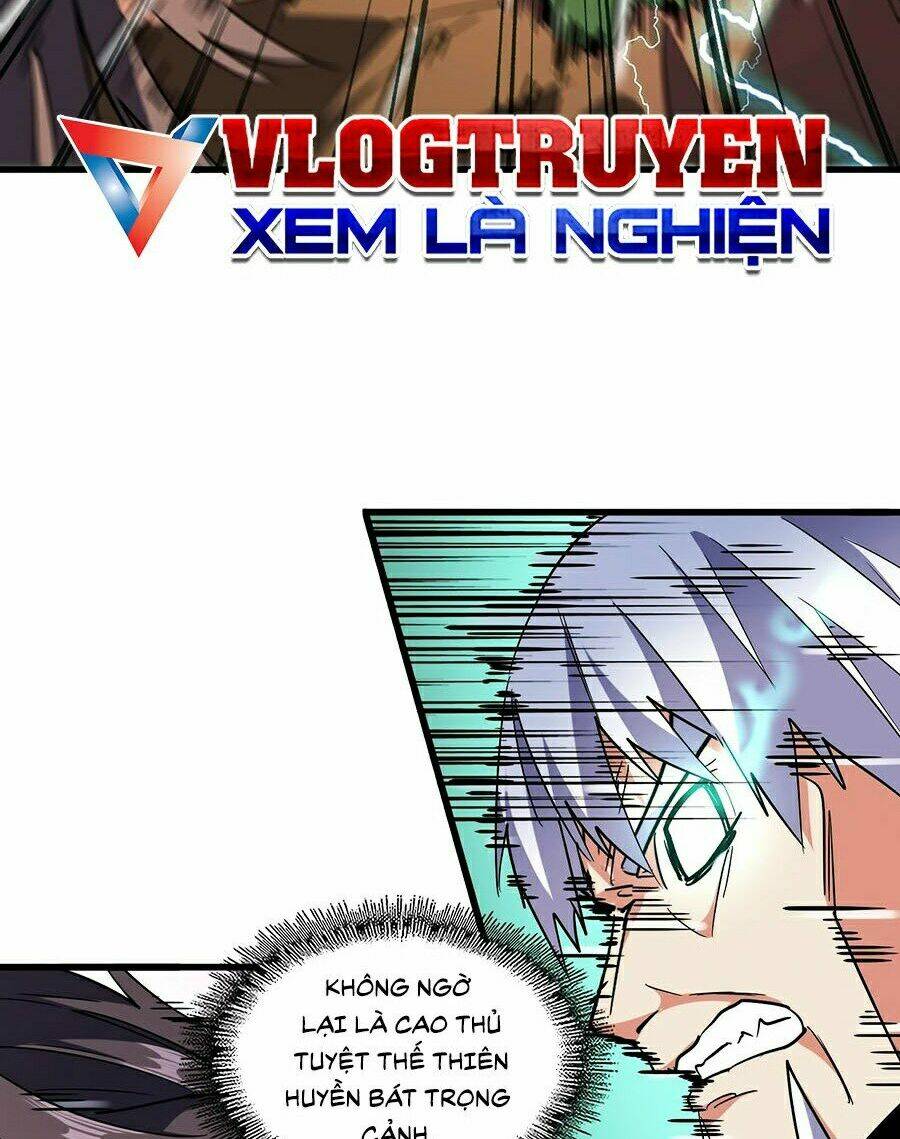 VLOGTRUYEN
XEM LÀ NGHIỆN
KHÔNG NGỜ
LẠI LÀ CAO THỦ
TUYỆT THẾ THIÊN
HUYỀN BÁT TRỌNG
CẢNH